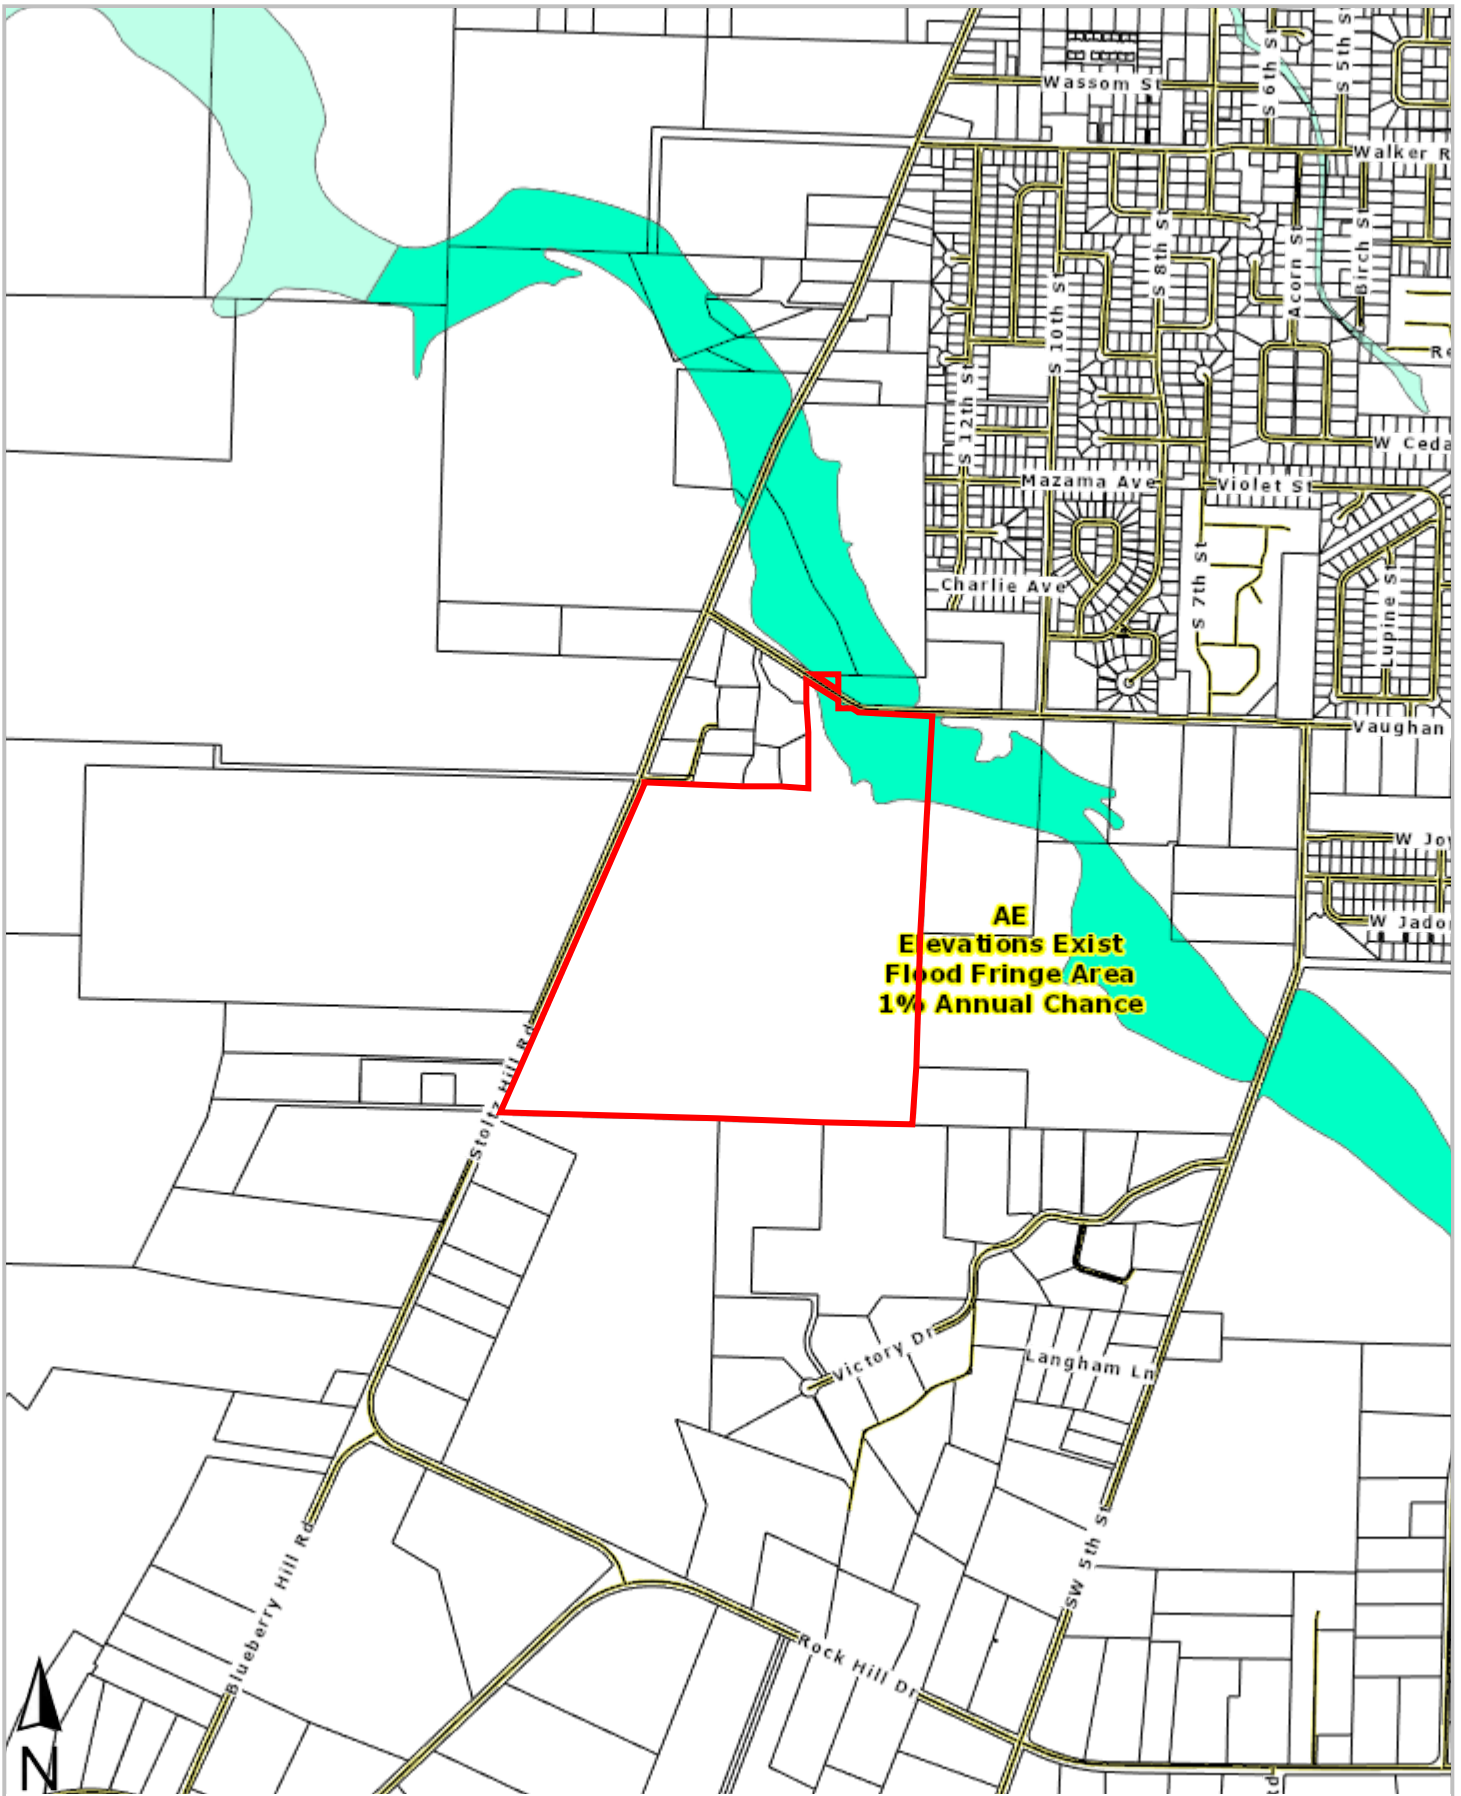 Wassom St
S 6th St
S 5th St
Walker R
S 8th St
S 10th St
S 12th St
Acorn St
Birch St
Re
W Ceda
Mazama Ave
Violet St
Charlie Ave
S 7th St
Lupine St
Vaughan
W Joy
W Jado
AE
Elevations Exist
Flood Fringe Area
1% Annual Chance
Stoltz Hill Rd
Victory Dr
Langham Ln
SW 5th St
Blueberry Hill Rd
Rock Hill Dr
N